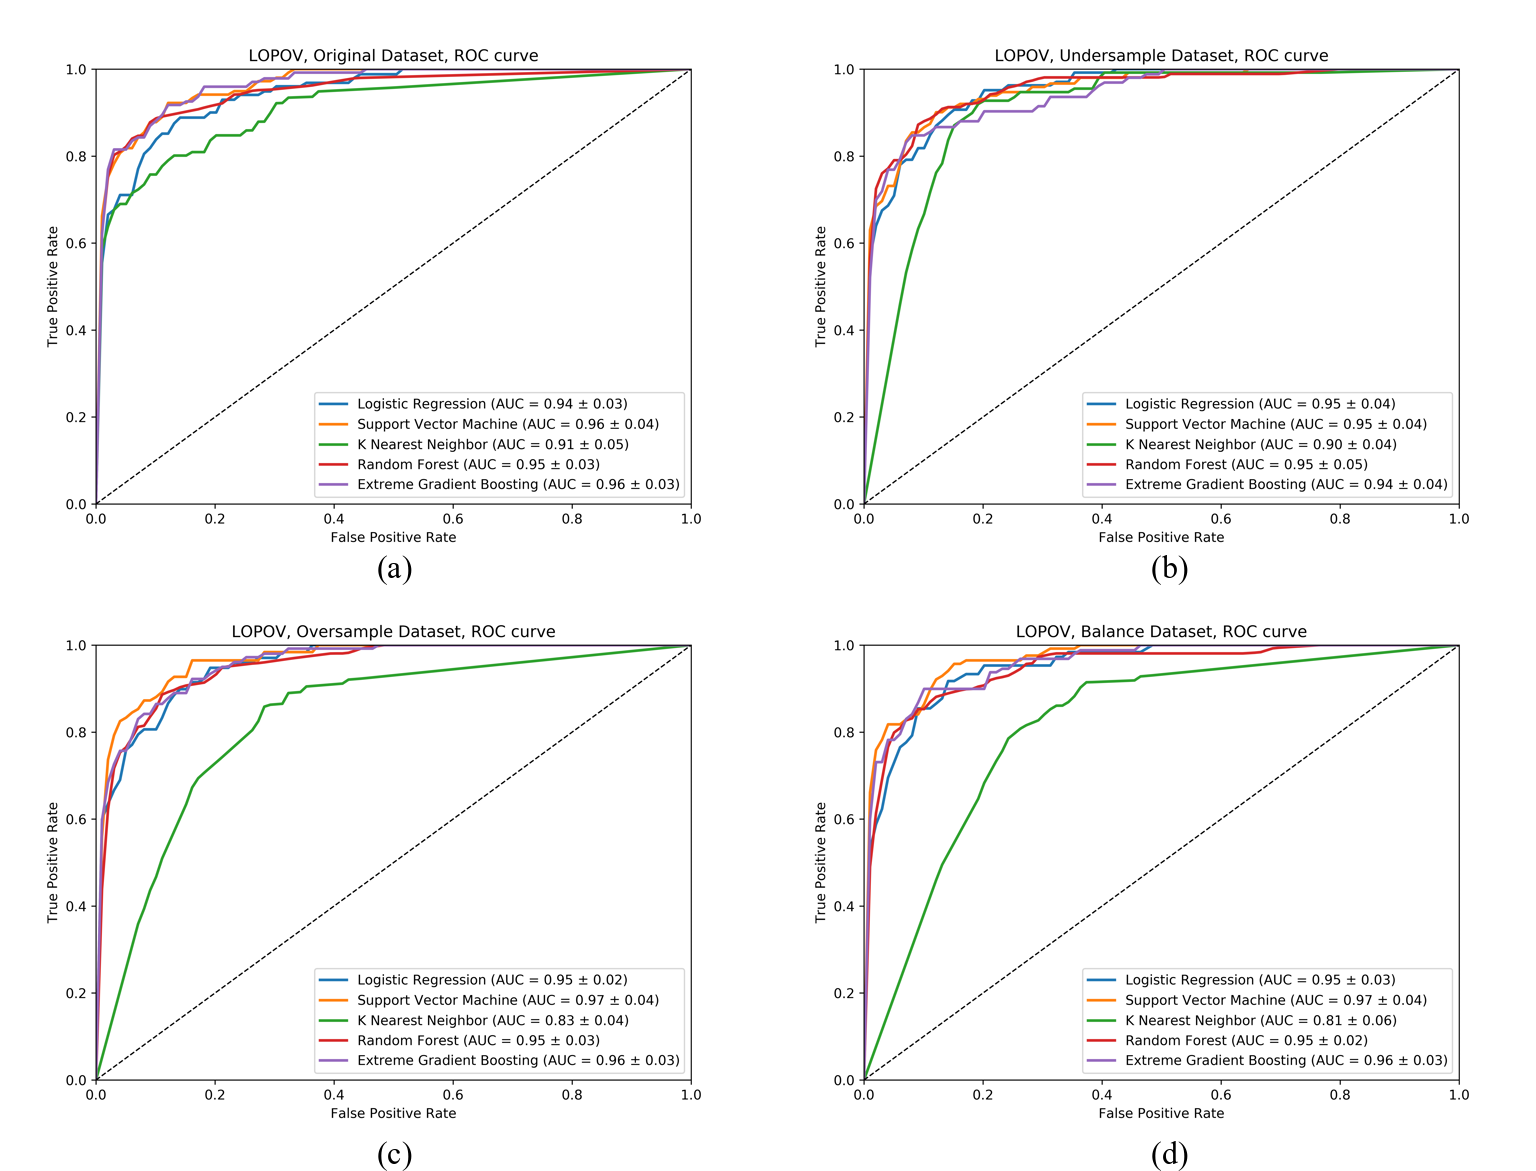 LOPOV, Original Dataset, ROC curve
1.0
0.8
0.6
0.4
0.2
0.0
True Positive Rate
Logistic Regression (AUC = 0.94 ± 0.03)
Support Vector Machine (AUC = 0.96 ± 0.04)
K Nearest Neighbor (AUC = 0.91 ± 0.05)
Random Forest (AUC = 0.95 ± 0.03)
Extreme Gradient Boosting (AUC = 0.96 ± 0.03)
0.0 0.2 0.4 0.6 0.8 1.0
False Positive Rate
(a)
LOPOV, Undersample Dataset, ROC curve
1.0
0.8
0.6
0.4
0.2
0.0
True Positive Rate
Logistic Regression (AUC = 0.95 ± 0.04)
Support Vector Machine (AUC = 0.95 ± 0.04)
K Nearest Neighbor (AUC = 0.90 ± 0.04)
Random Forest (AUC = 0.95 ± 0.05)
Extreme Gradient Boosting (AUC = 0.94 ± 0.04)
0.0 0.2 0.4 0.6 0.8 1.0
False Positive Rate
(b)
LOPOV, Oversample Dataset, ROC curve
1.0
0.8
0.6
0.4
0.2
0.0
True Positive Rate
Logistic Regression (AUC = 0.95 ± 0.02)
Support Vector Machine (AUC = 0.97 ± 0.04)
K Nearest Neighbor (AUC = 0.83 ± 0.04)
Random Forest (AUC = 0.95 ± 0.03)
Extreme Gradient Boosting (AUC = 0.96 ± 0.03)
0.0 0.2 0.4 0.6 0.8 1.0
False Positive Rate
(c)
LOPOV, Balance Dataset, ROC curve
1.0
0.8
0.6
0.4
0.2
0.0
True Positive Rate
Logistic Regression (AUC = 0.95 ± 0.03)
Support Vector Machine (AUC = 0.97 ± 0.04)
K Nearest Neighbor (AUC = 0.81 ± 0.06)
Random Forest (AUC = 0.95 ± 0.02)
Extreme Gradient Boosting (AUC = 0.96 ± 0.03)
0.0 0.2 0.4 0.6 0.8 1.0
False Positive Rate
(d)